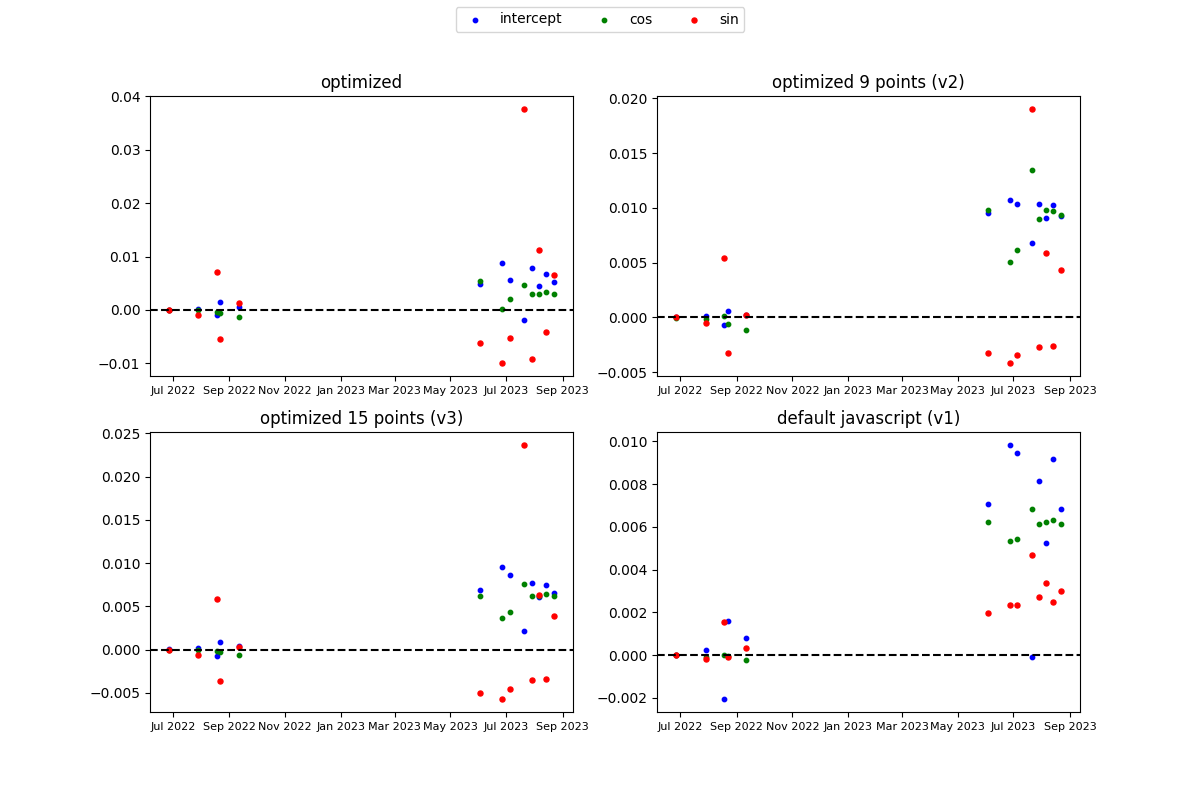 intercept cos sin
optimized
0.04
0.03
0.02
0.01
0.00
−0.01
Jul 2022 Sep 2022 Nov 2022 Jan 2023 Mar 2023 May 2023 Jul 2023 Sep 2023
optimized 9 points (v2)
0.020
0.015
0.010
0.005
0.000
−0.005
Jul 2022 Sep 2022 Nov 2022 Jan 2023 Mar 2023 May 2023 Jul 2023 Sep 2023
optimized 15 points (v3)
0.025
0.020
0.015
0.010
0.005
0.000
−0.005
Jul 2022 Sep 2022 Nov 2022 Jan 2023 Mar 2023 May 2023 Jul 2023 Sep 2023
default javascript (v1)
0.010
0.008
0.006
0.004
0.002
0.000
−0.002
Jul 2022 Sep 2022 Nov 2022 Jan 2023 Mar 2023 May 2023 Jul 2023 Sep 2023